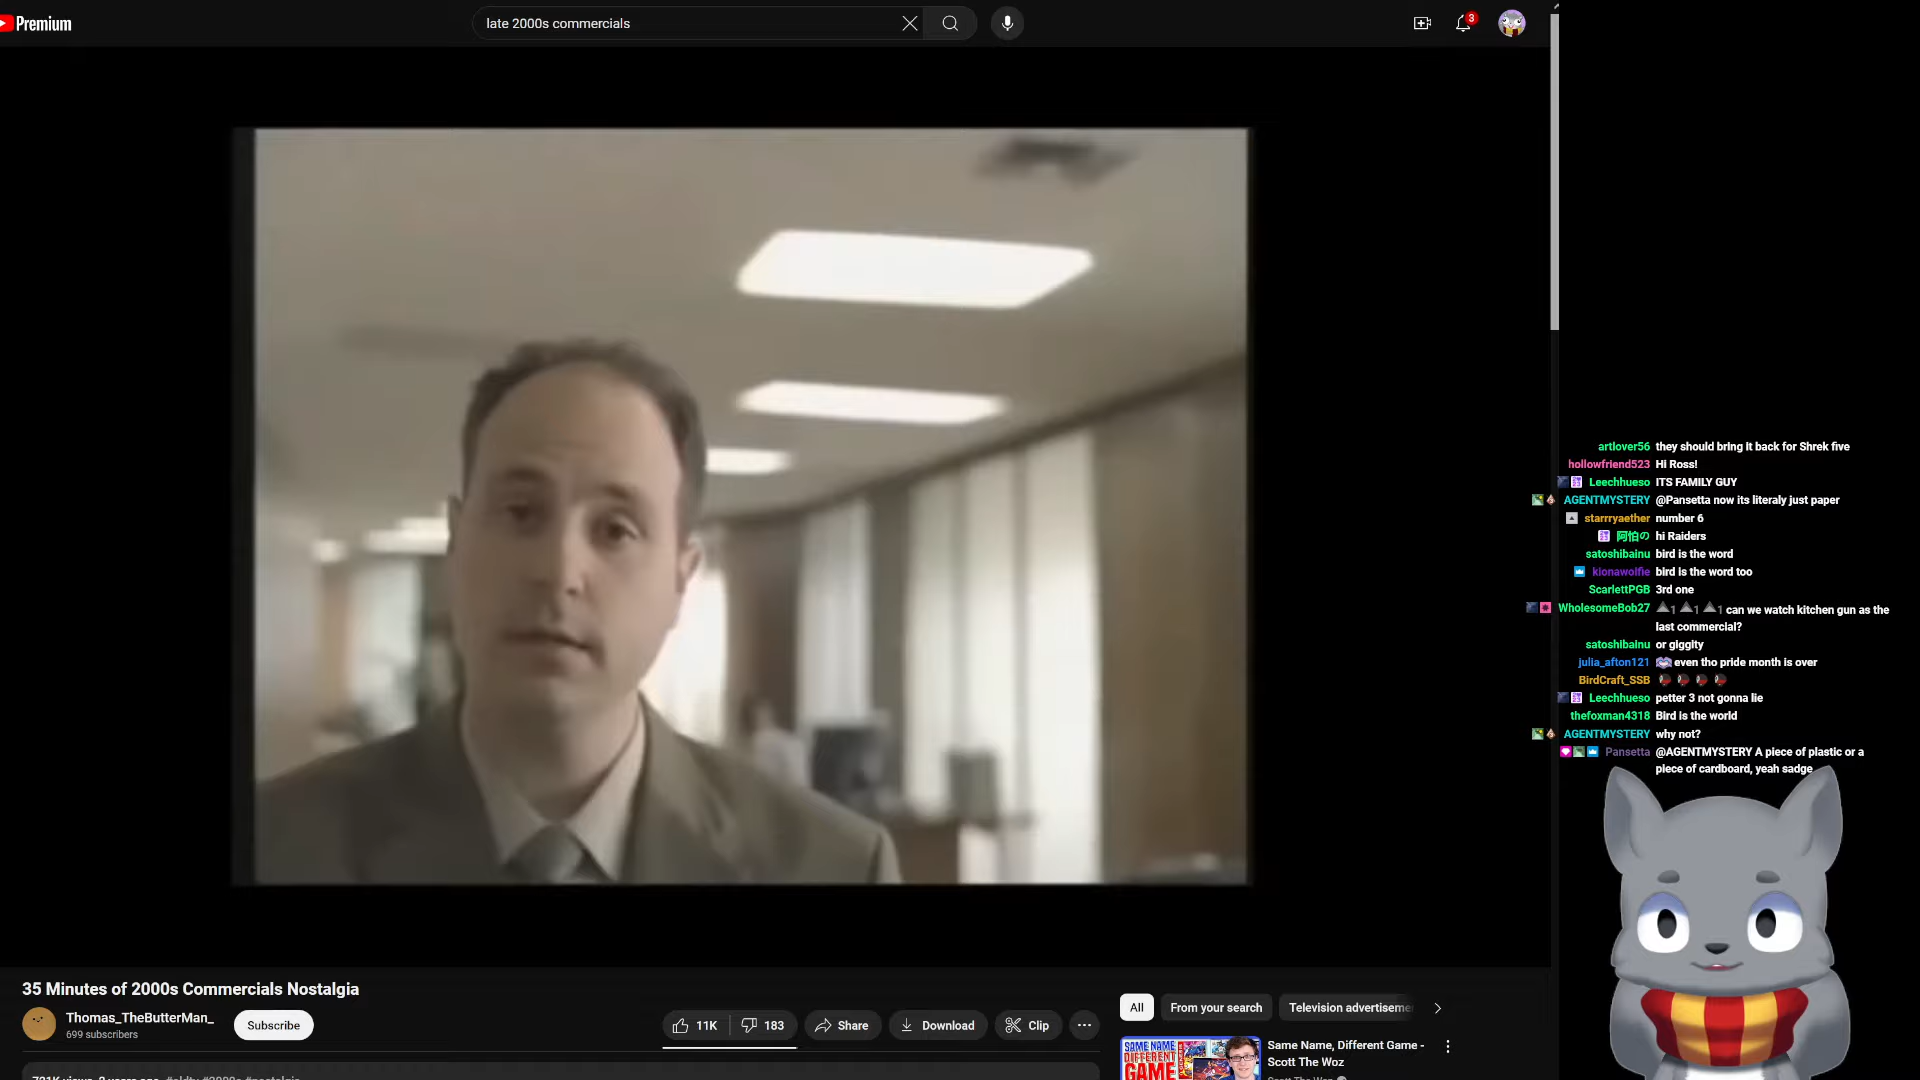 Premium
late 2000s commercials
3
artlover56 they should bring it back for Shrek five
hollowfriend523 Hi Ross!
Leechhueso ITS FAMILY GUY
AGENTMYSTERY @Pansetta now its literaly just paper
starrryaether number 6
阿怕の hi Raiders
satoshibainu bird is the word
kionawolfie bird is the word too
ScarlettPGB 3rd one
WholesomeBob27 1 1 1 can we watch kitchen gun as the
last commercial?
satoshibainu or giggity
julia_afton121 even tho pride month is over
BirdCraft_SSB
Leechhueso petter 3 not gonna lie
thefoxman4318 Bird is the world
AGENTMYSTERY why not?
Pansetta @AGENTMYSTERY A piece of plastic or a
piece of cardboard, yeah sadge
35 Minutes of 2000s Commercials Nostalgia
Thomas_TheButterMan_
699 subscribers
Subscribe
11K
183
Share
Download
Clip
All
From your search
Television advertiseme
SAME NAME
DIFFERENT
GAME
Same Name, Different Game -
Scott The Woz